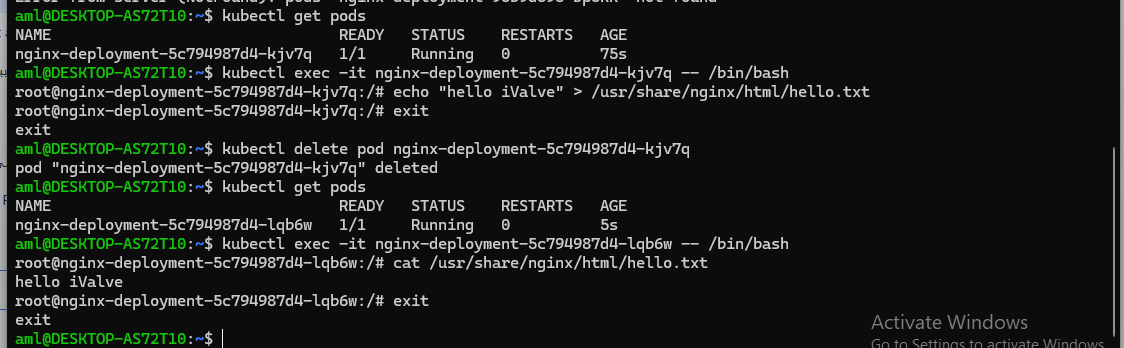 aml@DESKTOP-AS72T10:~$ kubectl get pods
NAME READY STATUS RESTARTS AGE
nginx-deployment-5c794987d4-kjv7q 1/1 Running 0 75s
aml@DESKTOP-AS72T10:~$ kubectl exec -it nginx-deployment-5c794987d4-kjv7q -- /bin/bash
root@nginx-deployment-5c794987d4-kjv7q:/# echo "hello iValve" > /usr/share/nginx/html/hello.txt
root@nginx-deployment-5c794987d4-kjv7q:/# exit
exit
aml@DESKTOP-AS72T10:~$ kubectl delete pod nginx-deployment-5c794987d4-kjv7q
pod "nginx-deployment-5c794987d4-kjv7q" deleted
aml@DESKTOP-AS72T10:~$ kubectl get pods
NAME READY STATUS RESTARTS AGE
nginx-deployment-5c794987d4-lqb6w 1/1 Running 0 5s
aml@DESKTOP-AS72T10:~$ kubectl exec -it nginx-deployment-5c794987d4-lqb6w -- /bin/bash
root@nginx-deployment-5c794987d4-lqb6w:/# cat /usr/share/nginx/html/hello.txt
hello iValve
root@nginx-deployment-5c794987d4-lqb6w:/# exit
exit
aml@DESKTOP-AS72T10:~$
Activate Windows
Go to Settings to activate Windows.